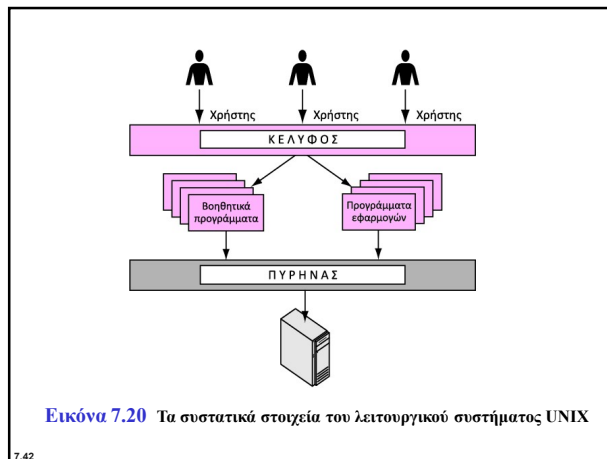 Χρήστης Χρήστης Χρήστης
ΚΕΛΥΦΟΣ
Βοηθητικά
προγράμματα
Προγράμματα
εφαρμογών
ΠΥΡΗΝΑΣ
Εικόνα 7.20 Τα συστατικά στοιχεία του λειτουργικού συστήματος UNIX
7.42